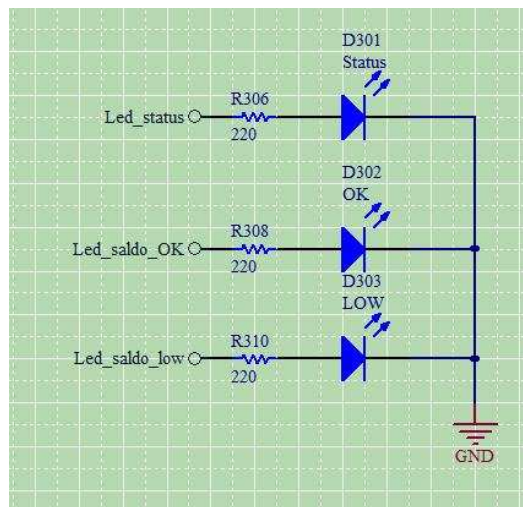 D301
Status
R306
Led_status
220
D302
OK
R308
Led_saldo_OK
220
D303
LOW
R310
Led_saldo_low
220
GND